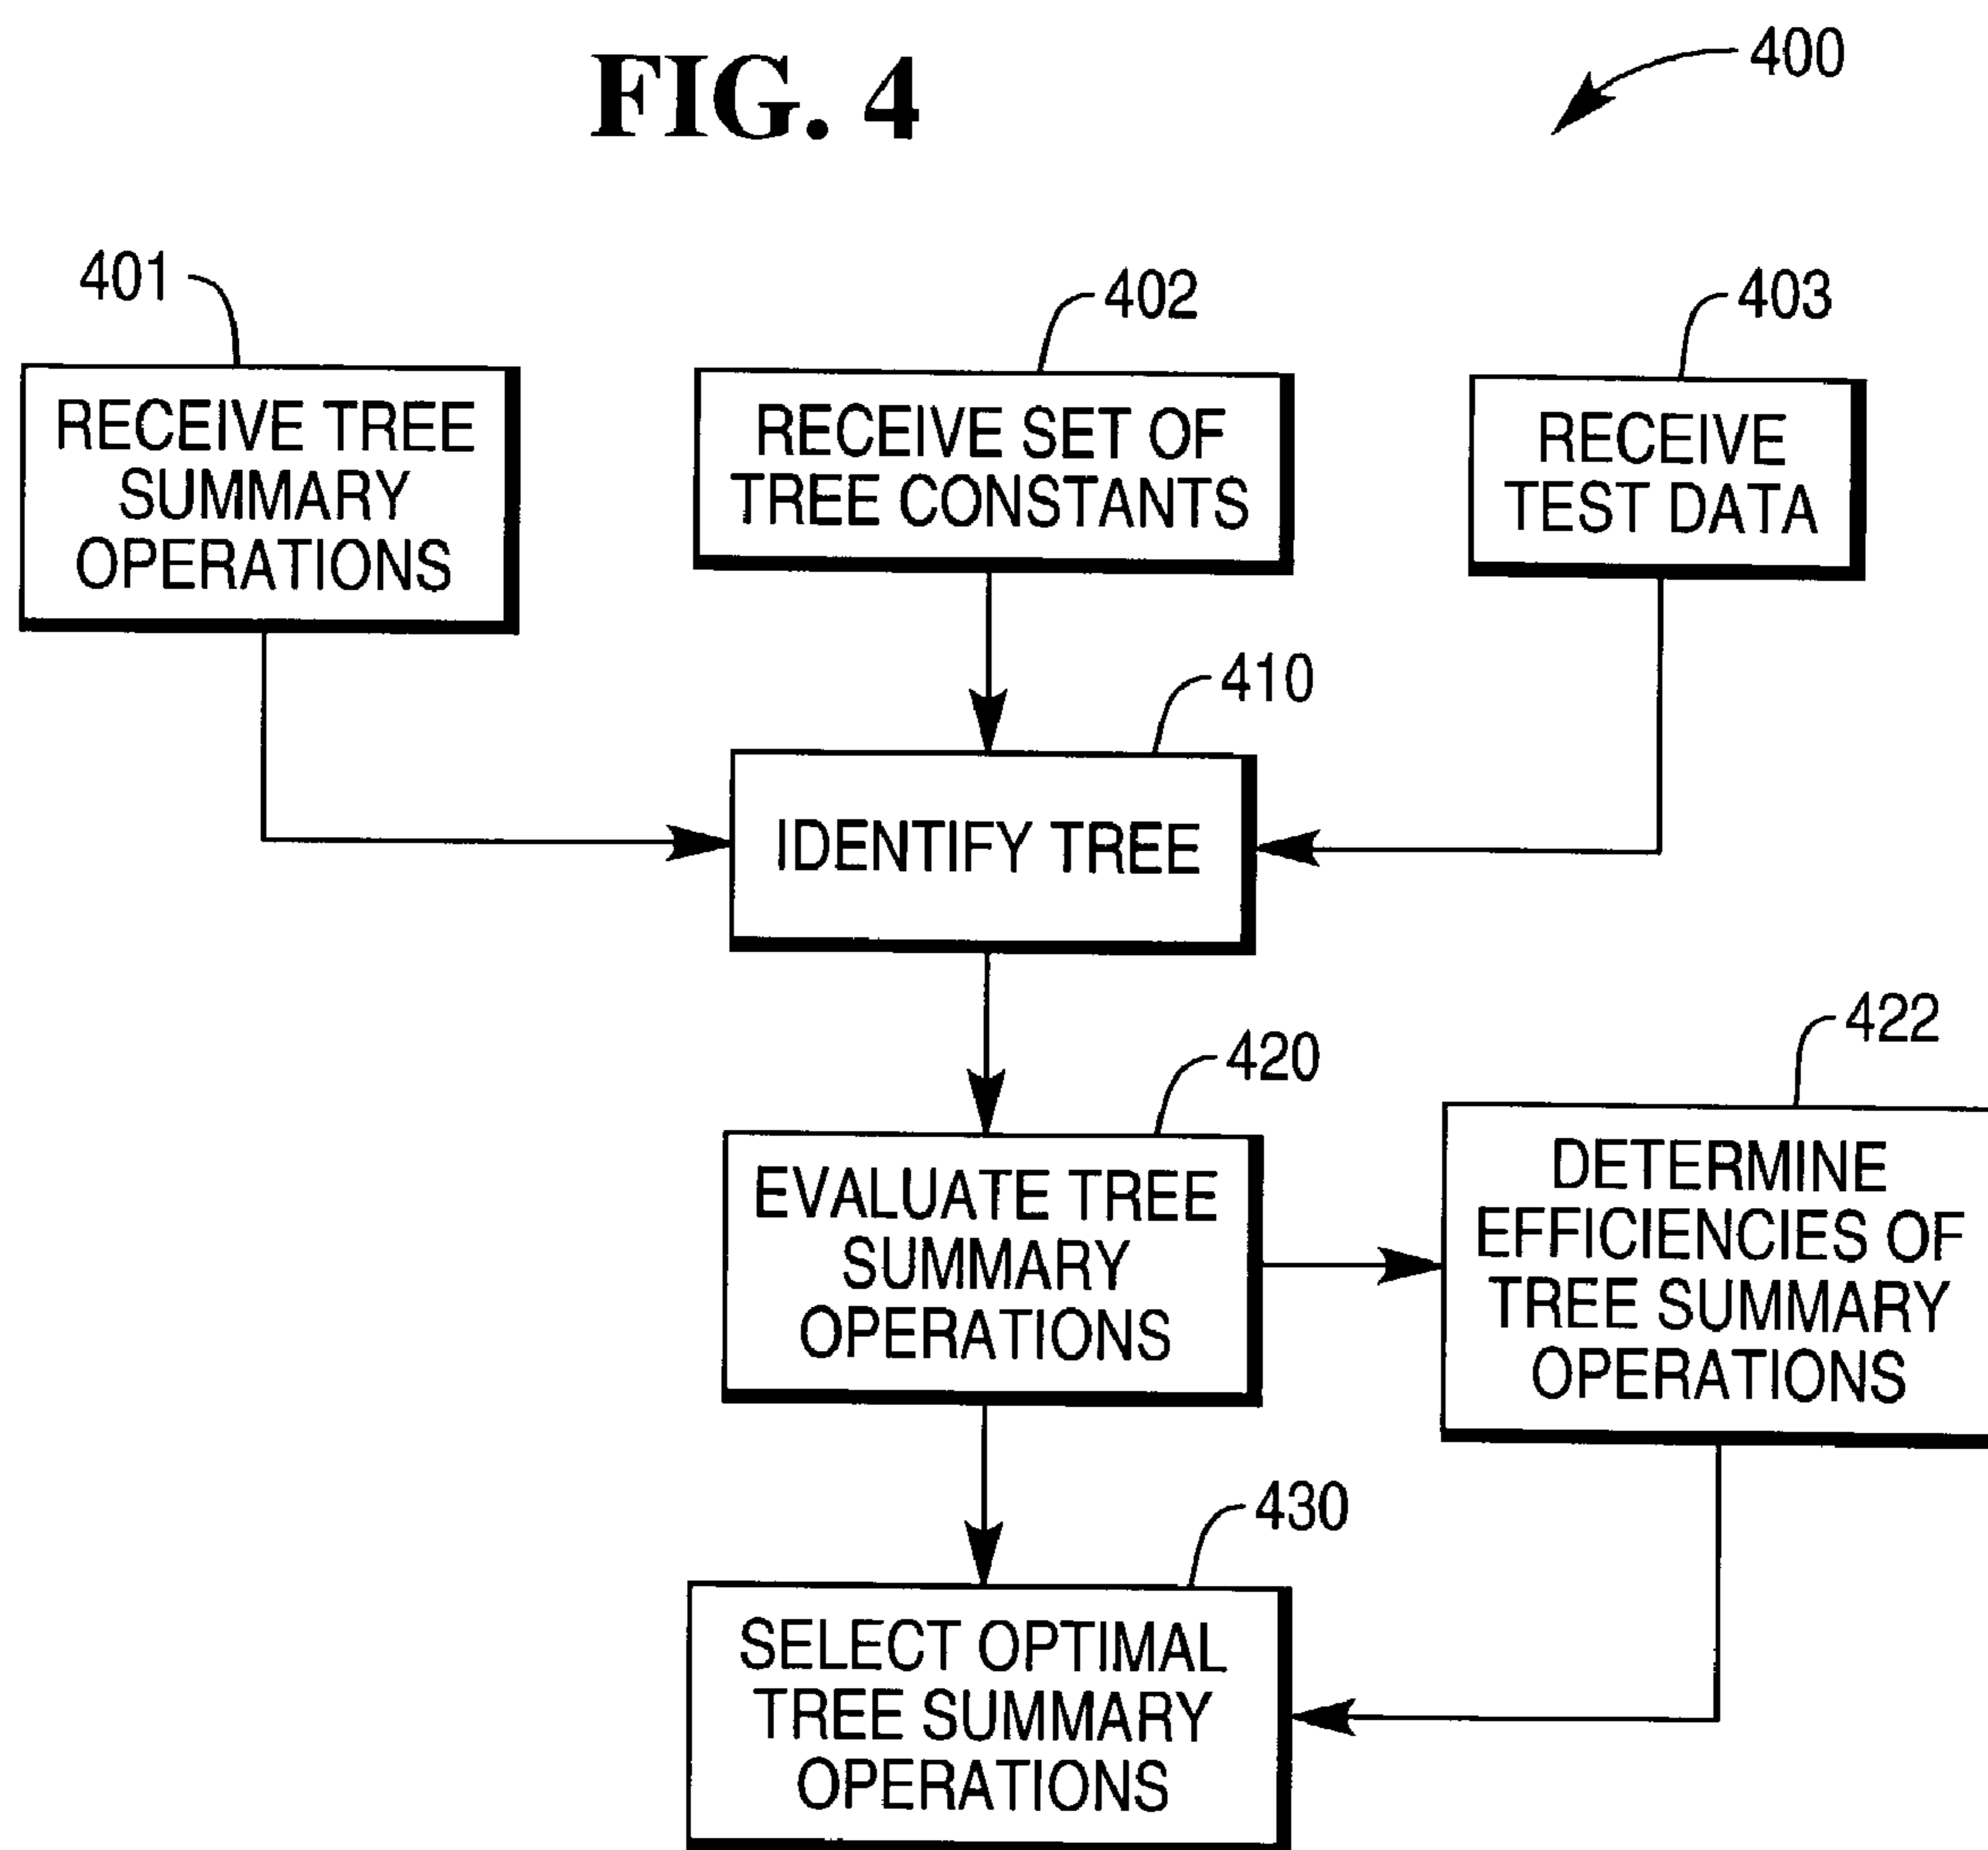 FIG. 4
400
401
402
403
RECEIVE TREE
SUMMARY
OPERATIONS
RECEIVE SET OF
TREE CONSTANTS
RECEIVE
TEST DATA
410
IDENTIFY TREE
420
422
EVALUATE TREE
SUMMARY
OPERATIONS
DETERMINE
EFFICIENCIES OF
TREE SUMMARY
OPERATIONS
430
SELECT OPTIMAL
TREE SUMMARY
OPERATIONS